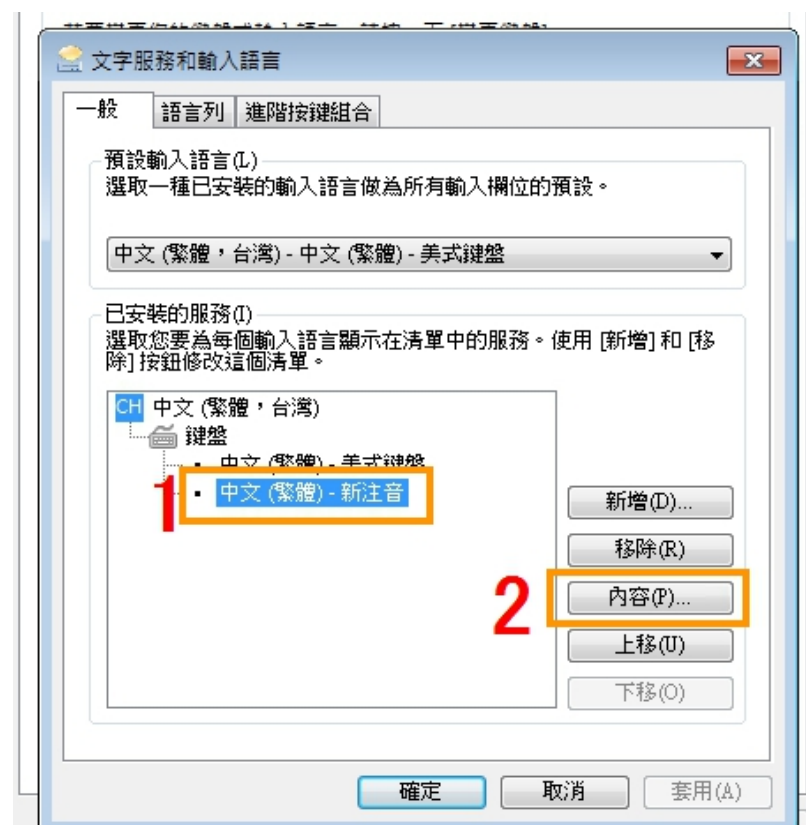 文字服務和輸入語言
一般 語言列 進階按鍵組合
預設輸入語言(L)
選取一種已安裝的輸入語言做為所有輸入欄位的預設。
中文 (繁體，台灣) - 中文 (繁體) - 美式鍵盤
已安裝的服務(I)
選取您要為每個輸入語言顯示在清單中的服務。使用 [新增] 和 [移
除] 按鈕修改這個清單。
CH 中文 (繁體，台灣)
鍵盤
中文 (繁體) - 美式鍵盤
1
中文 (繁體) - 新注音
新增(D)...
移除(R)
2
內容(P)...
上移(U)
下移(O)
確定 取消 套用(A)